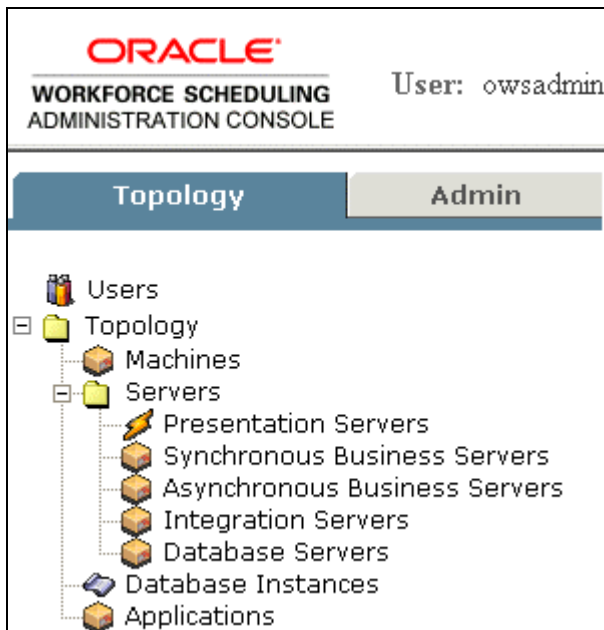 ORACLE
WORKFORCE SCHEDULING
ADMINISTRATION CONSOLE
User: owsadmin
Topology
Admin
Users
Topology
Machines
Servers
Presentation Servers
Synchronous Business Servers
Asynchronous Business Servers
Integration Servers
Database Servers
Database Instances
Applications